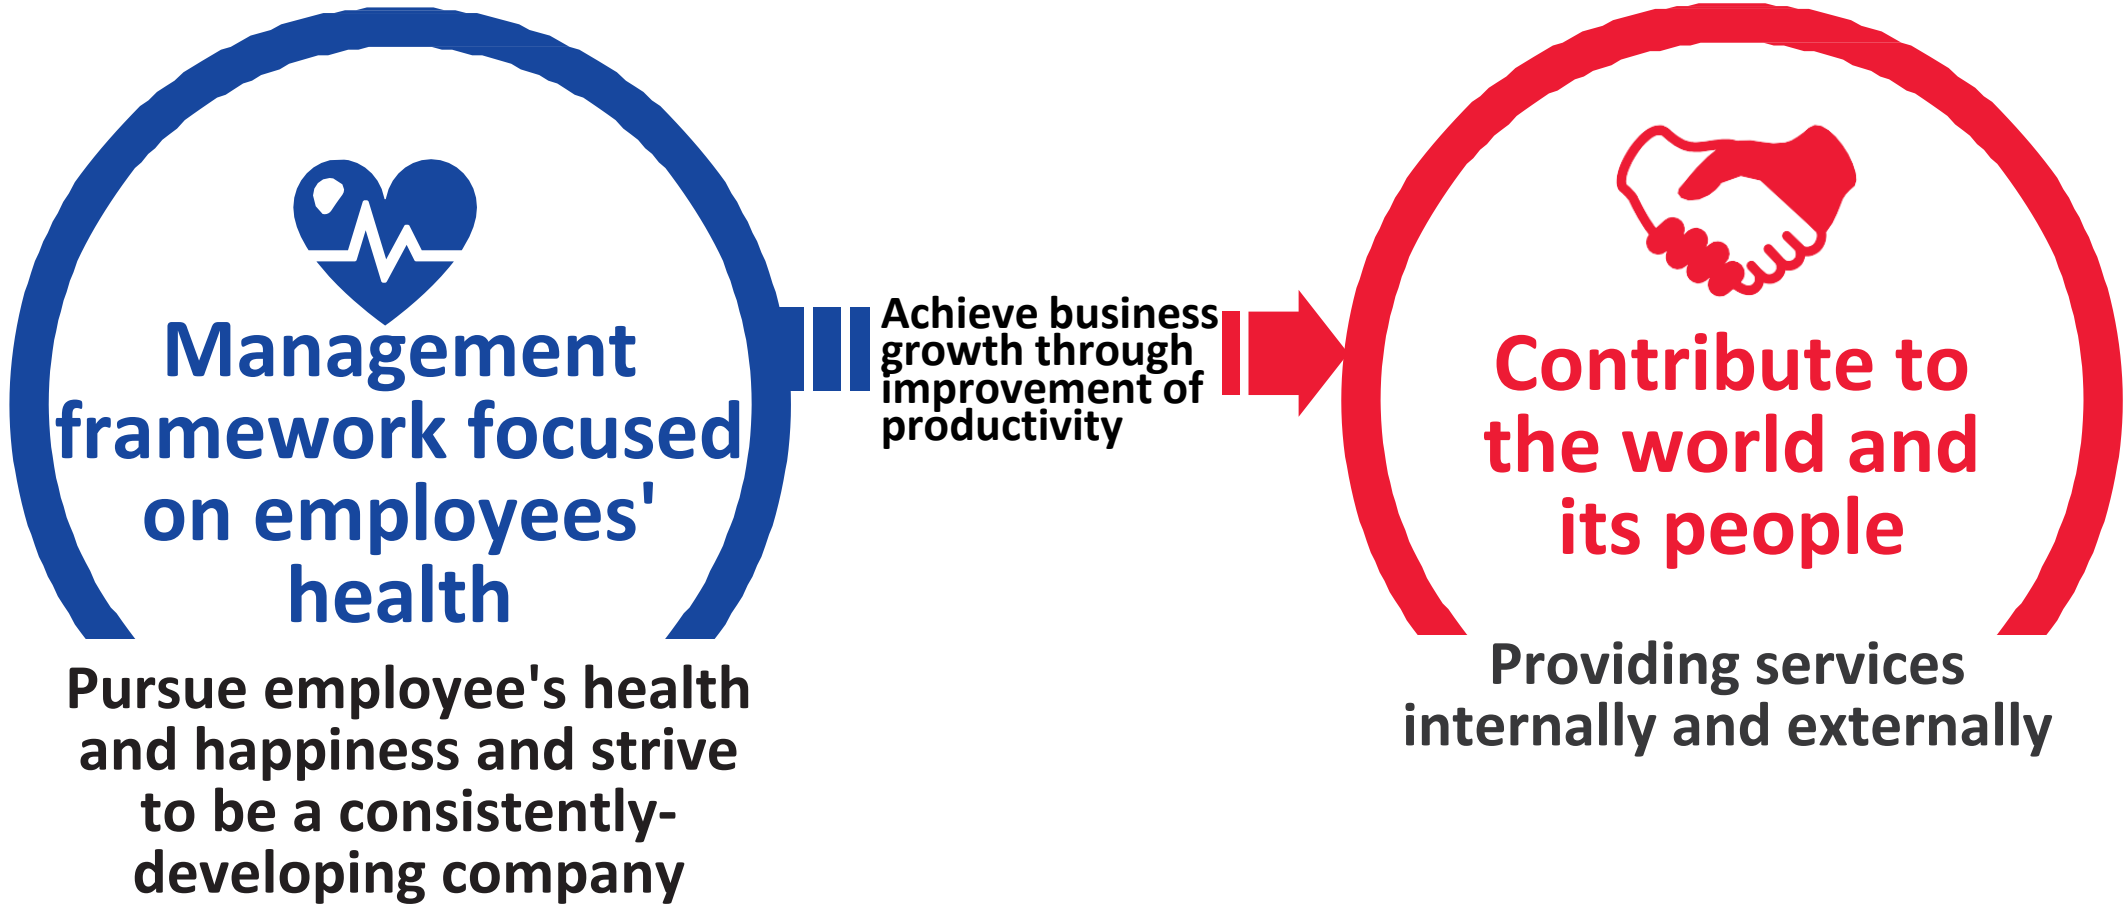 Management
framework focused
on employees'
health
Pursue employee's health
and happiness and strive
to be a consistently-
developing company
Achieve business
growth through
improvement of
productivity
Contribute to
the world and
its people
Providing services
internally and externally